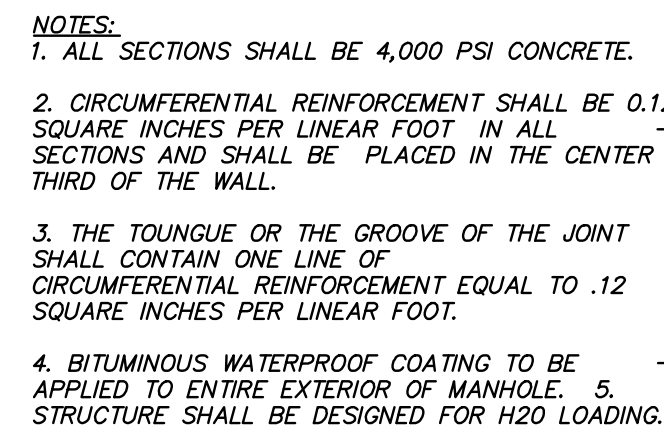 NOTES:
1. ALL SECTIONS SHALL BE 4,000 PSI CONCRETE.
2. CIRCUMFERENTIAL REINFORCEMENT SHALL BE 0.12
SQUARE INCHES PER LINEAR FOOT IN ALL
SECTIONS AND SHALL BE PLACED IN THE CENTER
THIRD OF THE WALL.
3. THE TOUNGUE OR THE GROOVE OF THE JOINT
SHALL CONTAIN ONE LINE OF
CIRCUMFERENTIAL REINFORCEMENT EQUAL TO .12
SQUARE INCHES PER LINEAR FOOT.
4. BITUMINOUS WATERPROOF COATING TO BE
APPLIED TO ENTIRE EXTERIOR OF MANHOLE. 5.
STRUCTURE SHALL BE DESIGNED FOR H20 LOADING.